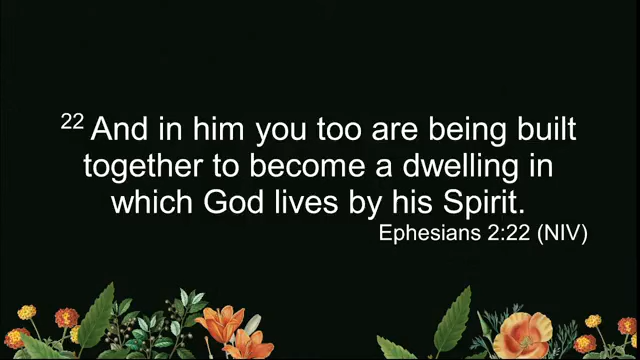 22 And in him you too are being built
together to become a dwelling in
which God lives by his Spirit.
Ephesians 2:22 (NIV)